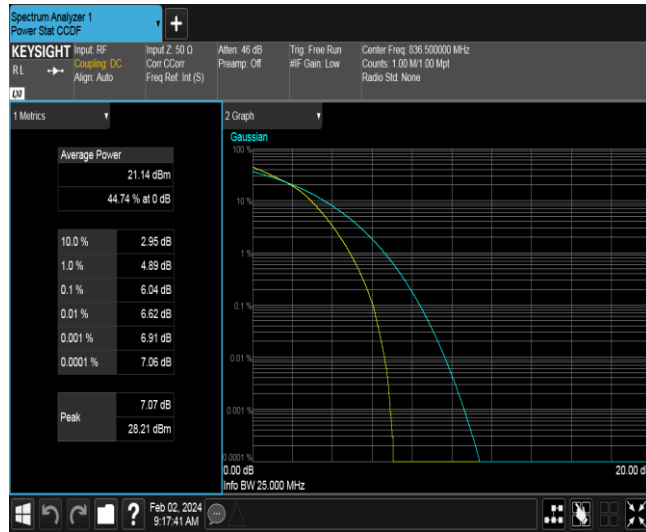 Spectrum Analyzer 1
Power Stat CCDF
KEYSIGHT
RL
LXI
Input: RF
Coupling: DC
Align: Auto
Input Z: 50 Ω
Corr CCorr
Freq Ref: Int (S)
Atten: 46 dB
Preamp: Off
Trig: Free Run
#IF Gain: Low
Center Freq: 836.500000 MHz
Counts: 1.00 M/1.00 Mpt
Radio Std: None
1 Metrics
Average Power
21.14 dBm
44.74 % at 0 dB
10.0 % 2.95 dB
1.0 % 4.89 dB
0.1 % 6.04 dB
0.01 % 6.62 dB
0.001 % 6.91 dB
0.0001 % 7.06 dB
Peak
7.07 dB
28.21 dBm
2 Graph
Gaussian
100 %
10 %
1 %
0.1 %
0.01 %
0.001 %
0.0001 %
0.00 dB
20.00 d
Info BW 25.000 MHz
?
Feb 02, 2024
9:17:41 AM